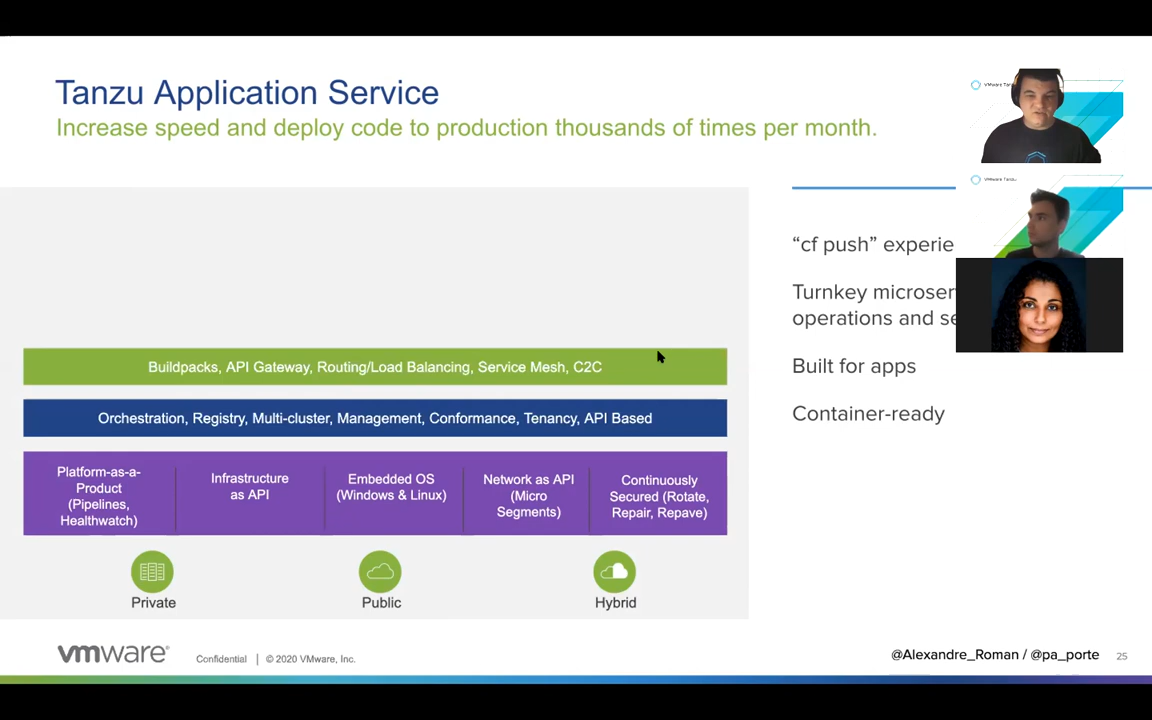 Tanzu Application Service
Increase speed and deploy code to production thousands of times per month.
VMware Tanzu
“cf push” experie
Turnkey microser
operations and se
Built for apps
Container-ready
Buildpacks, API Gateway, Routing/Load Balancing, Service Mesh, C2C
Orchestration, Registry, Multi-cluster, Management, Conformance, Tenancy, API Based
Platform-as-a-
Product
(Pipelines,
Healthwatch)
Infrastructure
as API
Embedded OS
(Windows & Linux)
Network as API
(Micro
Segments)
Continuously
Secured (Rotate,
Repair, Repave)
Private
Public
Hybrid
vmware®
Confidential | © 2020 VMware, Inc.
@Alexandre_Roman / @pa_porte
25